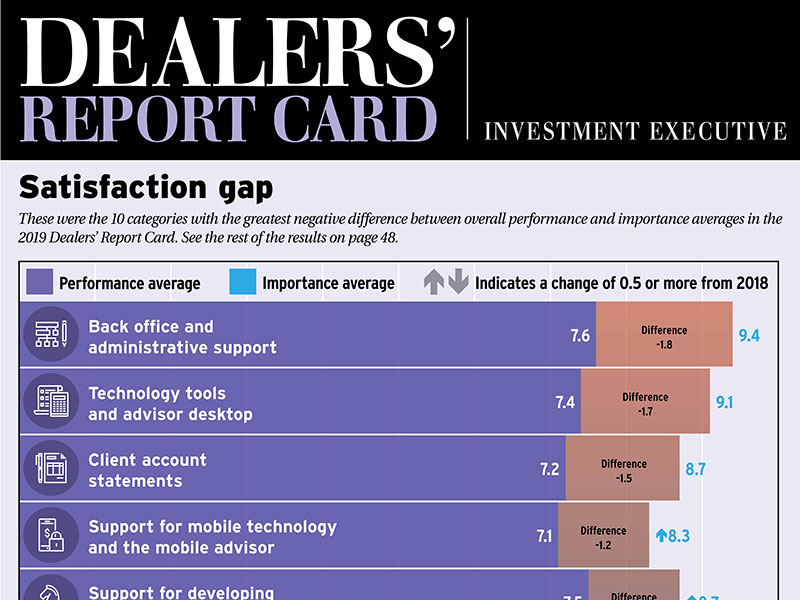 DEALERS’
REPORT CARD
INVESTMENT EXECUTIVE
Satisfaction gap
These were the 10 categories with the greatest negative difference between overall performance and importance averages in the
2019 Dealers’ Report Card. See the rest of the results on page 48.
Performance average
Importance average
Indicates a change of 0.5 or more from 2018
Back office and
administrative support
7.6
Difference
-1.8
9.4
Technology tools
and advisor desktop
7.4
Difference
-1.7
9.1
Client account
statements
7.2
Difference
-1.5
8.7
Support for mobile technology
and the mobile advisor
7.1
Difference
-1.2
8.3
Support for developing
Difference